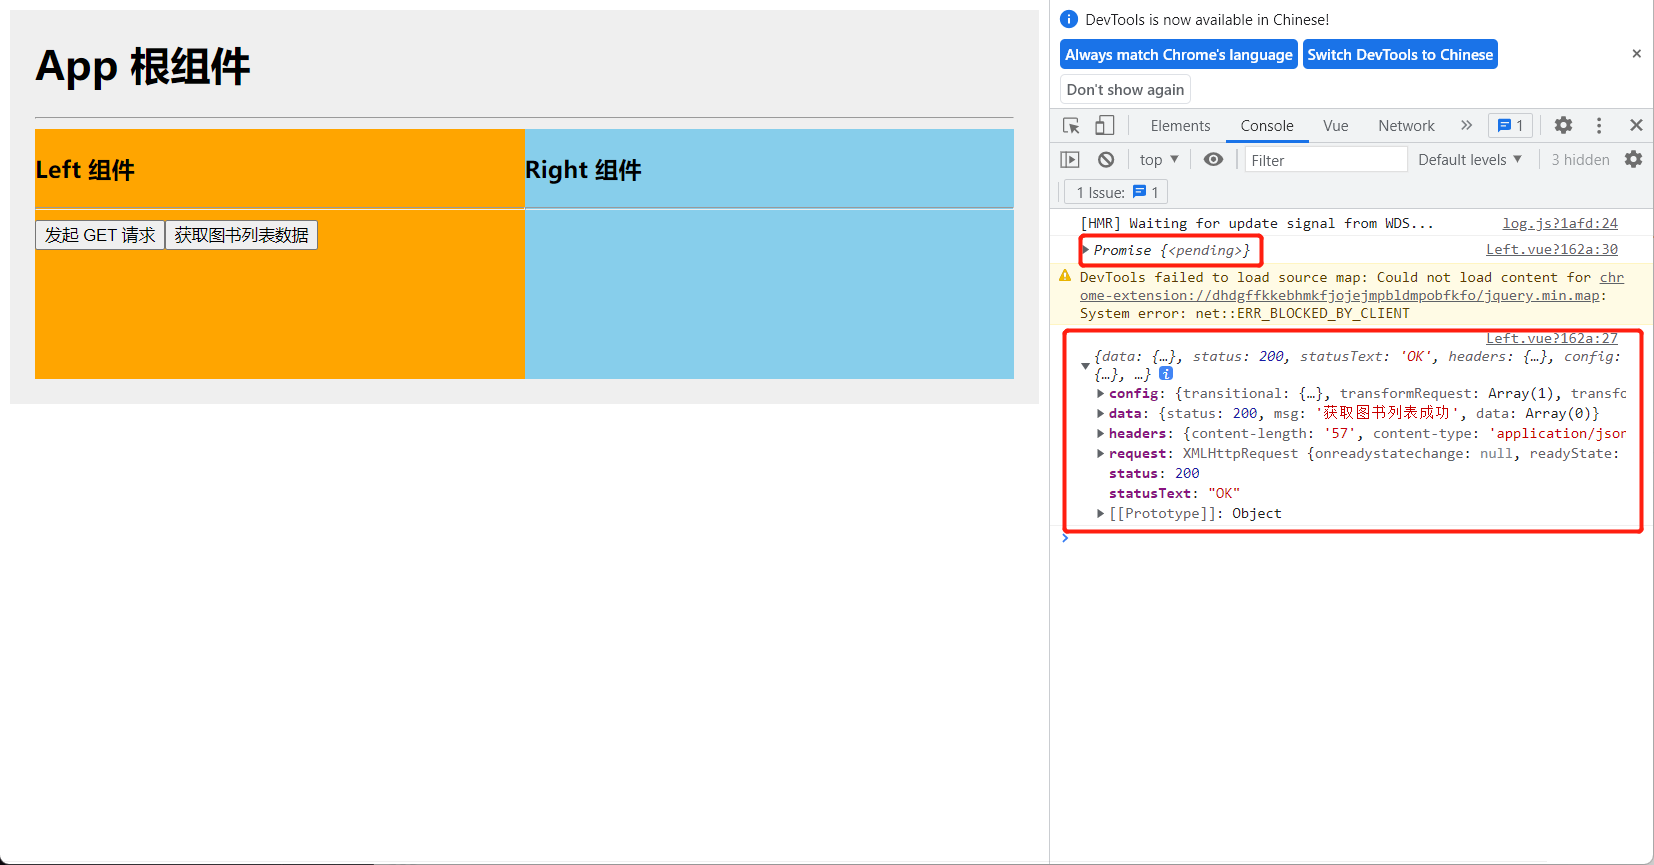 App 根组件
Left 组件
Right 组件
发起 GET 请求
获取图书列表数据
DevTools is now available in Chinese!
Always match Chrome's language
Switch DevTools to Chinese
Don't show again
Elements
Console
Vue
Network
1
top
Filter
Default levels
3 hidden
1 Issue: 1
[HMR] Waiting for update signal from WDS... log.js?1afd:24
Promise {<pending>} Left.vue?162a:30
DevTools failed to load source map: Could not load content for chr
ome-extension://dhdgffkkebhmkfjojejmpbldmpobfkfo/jquery.min.map:
System error: net::ERR_BLOCKED_BY_CLIENT
Left.vue?162a:27
{data: {…}, status: 200, statusText: 'OK', headers: {…}, config:
{…}, …}
config: {transitional: {…}, transformRequest: Array(1), transfo
data: {status: 200, msg: '获取图书列表成功', data: Array(0)}
headers: {content-length: '57', content-type: 'application/json
request: XMLHttpRequest {onreadystatechange: null, readyState:
status: 200
statusText: "OK"
[[Prototype]]: Object